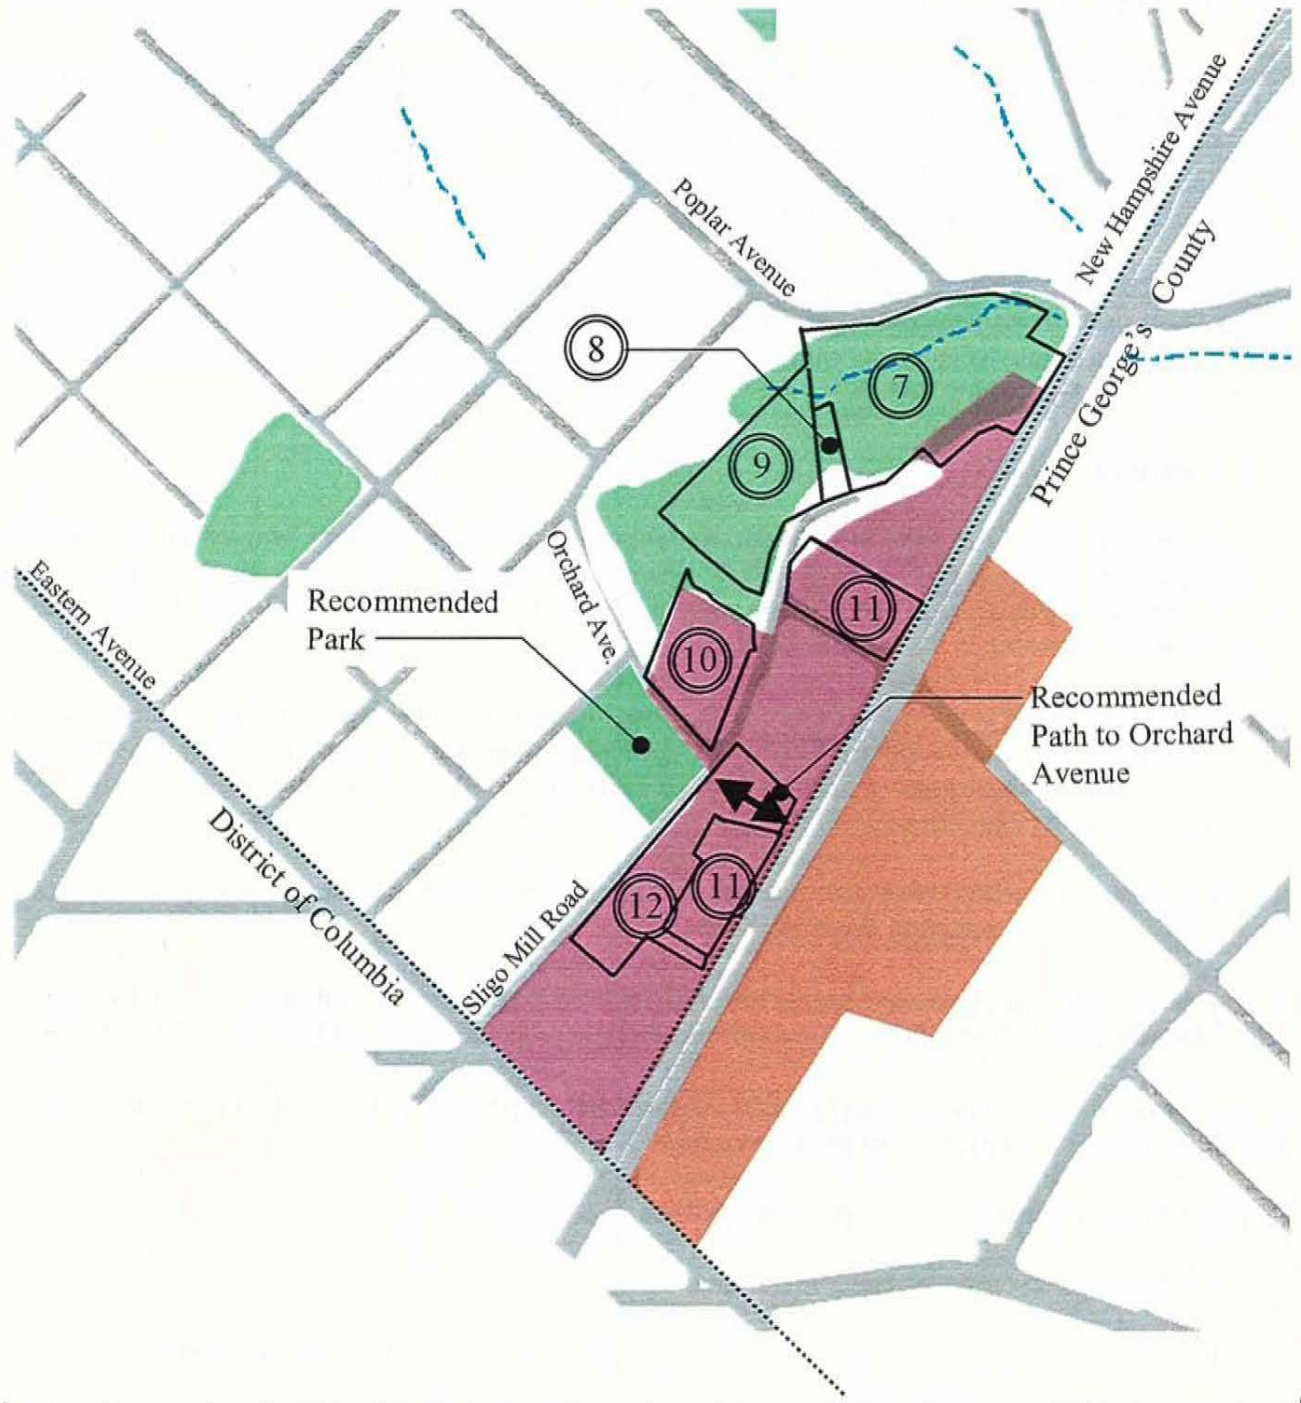 New Hampshire Avenue
Poplar Avenue
Prince George's County
8
7
9
Orchard Ave.
Eastern Avenue
Recommended
Park
11
10
Recommended
Path to Orchard
Avenue
District of Columbia
11
12
Sligo Mill Road